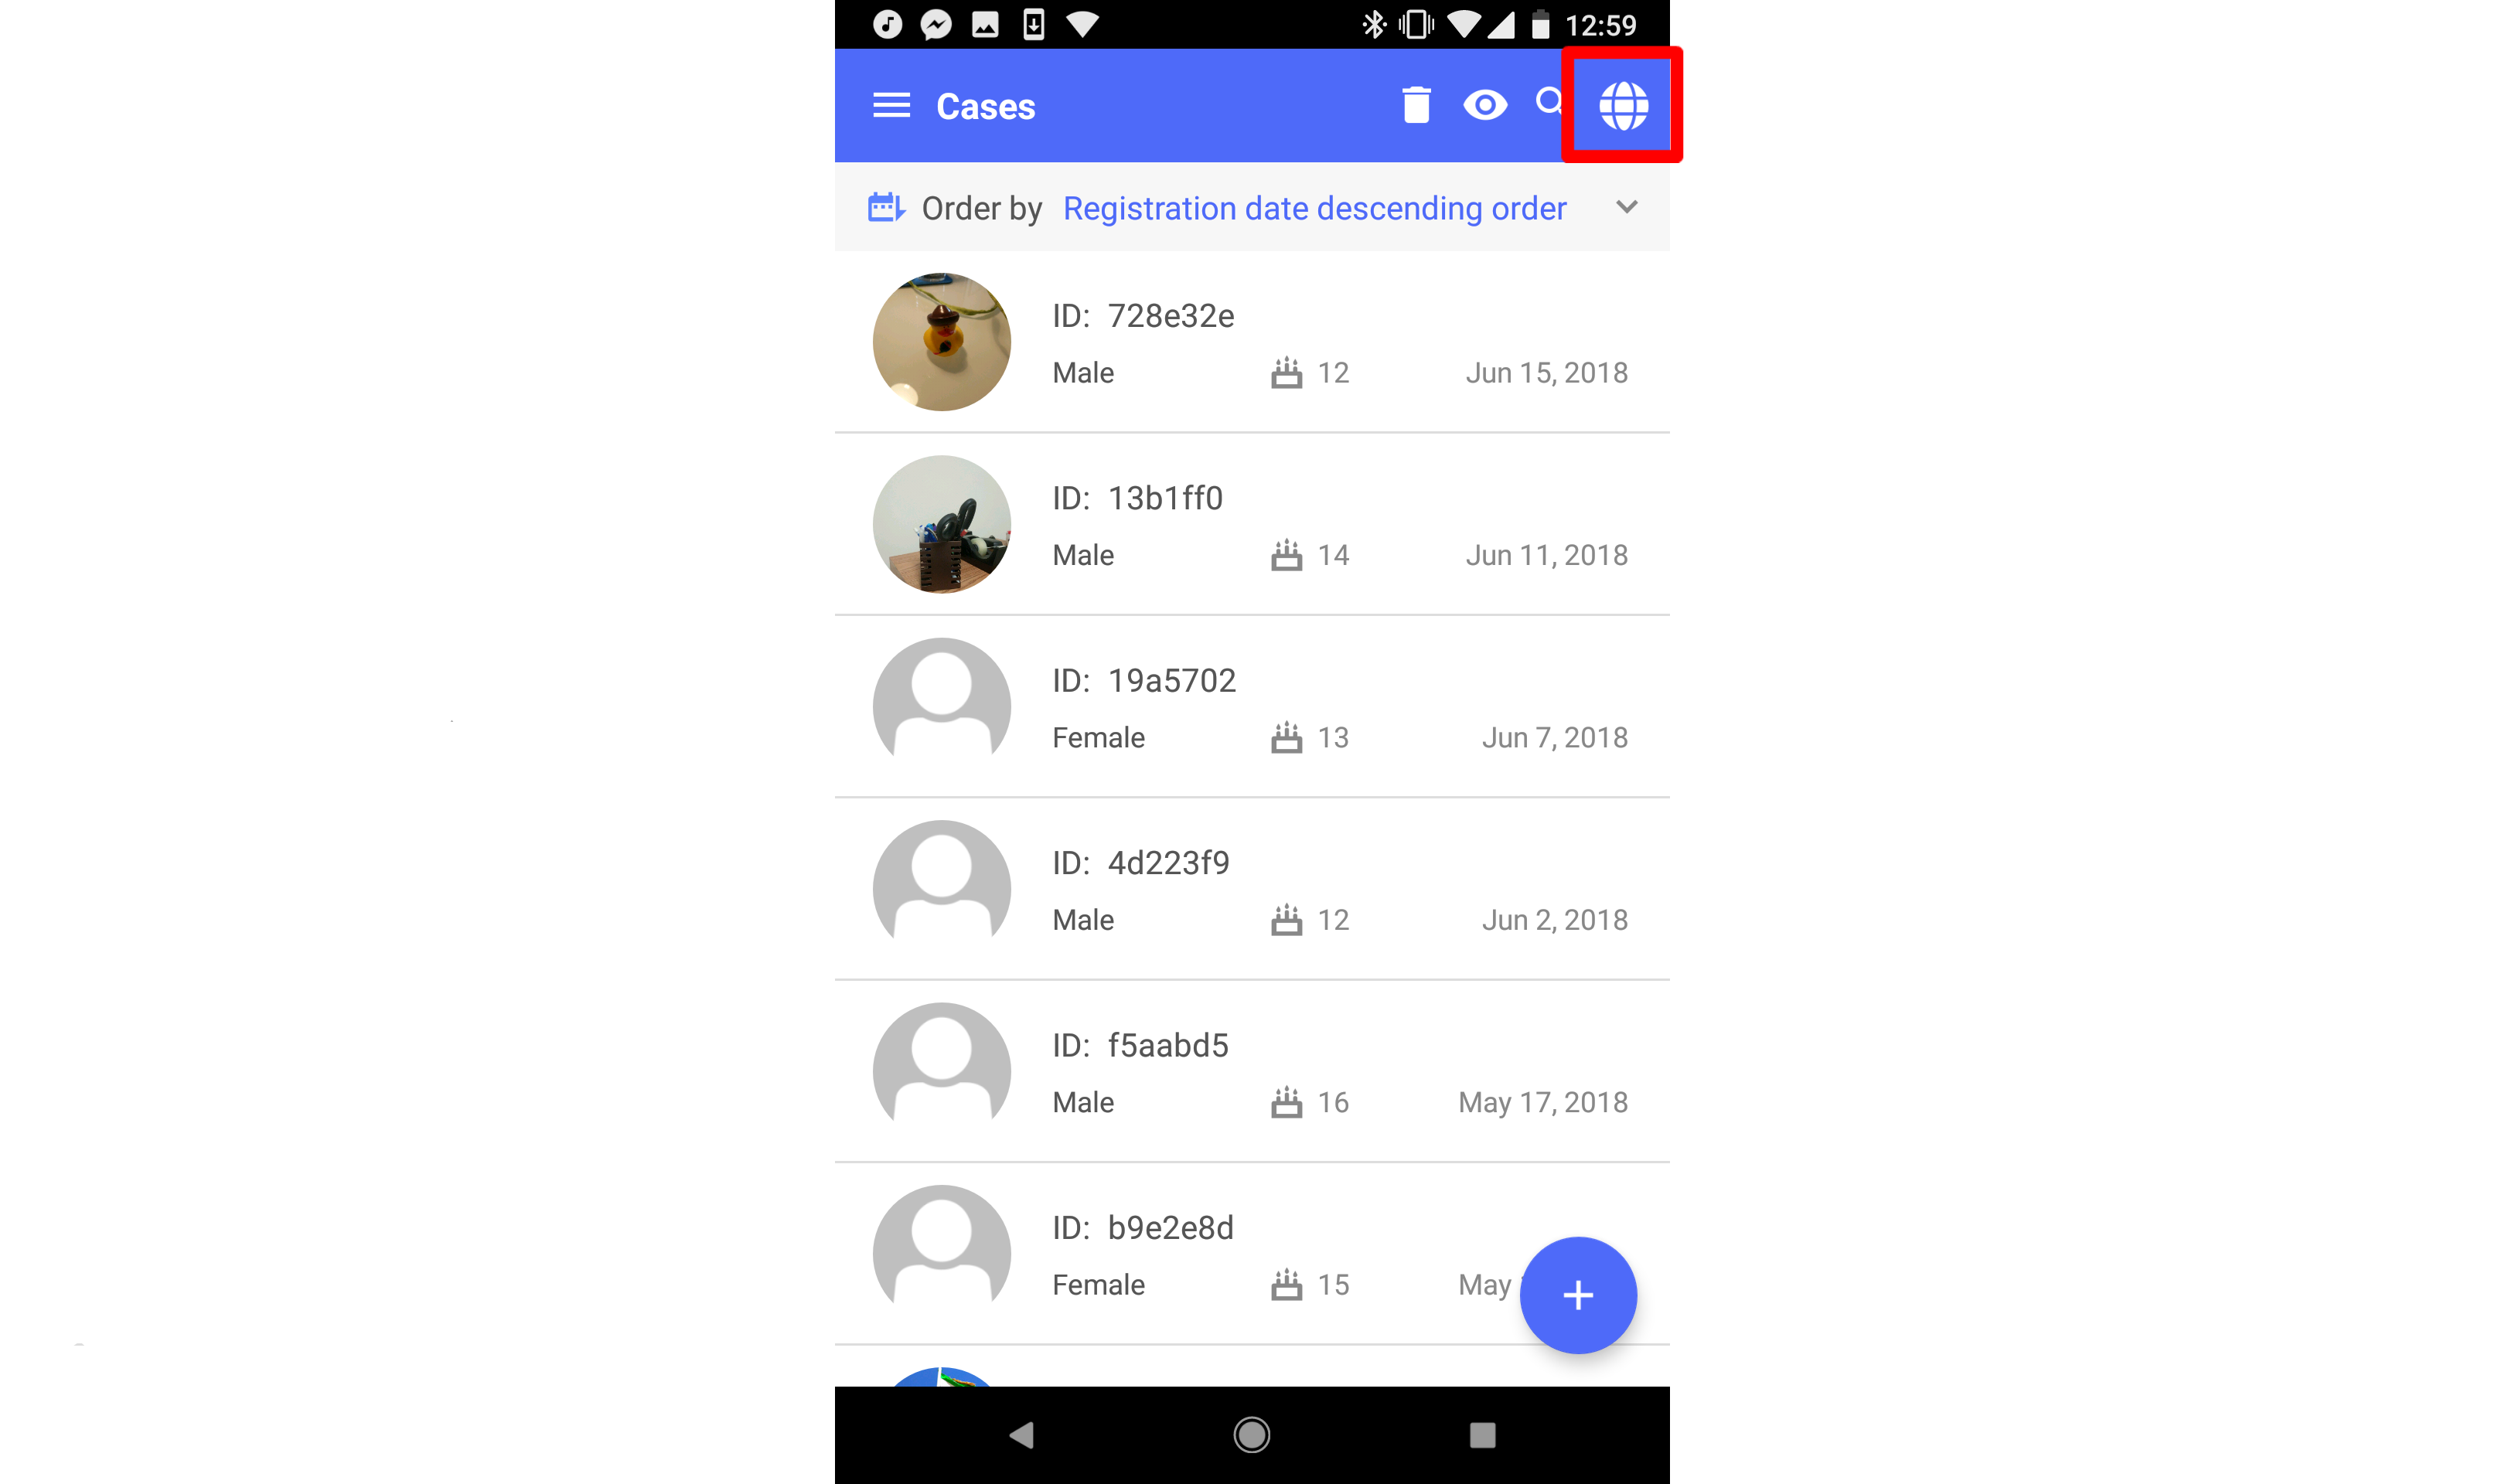 12:59
Cases
Order by Registration date descending order
ID: 728e32e
Male 12 Jun 15, 2018
ID: 13b1ff0
Male 14 Jun 11, 2018
ID: 19a5702
Female 13 Jun 7, 2018
ID: 4d223f9
Male 12 Jun 2, 2018
ID: f5aabd5
Male 16 May 17, 2018
ID: b9e2e8d
Female 15 May